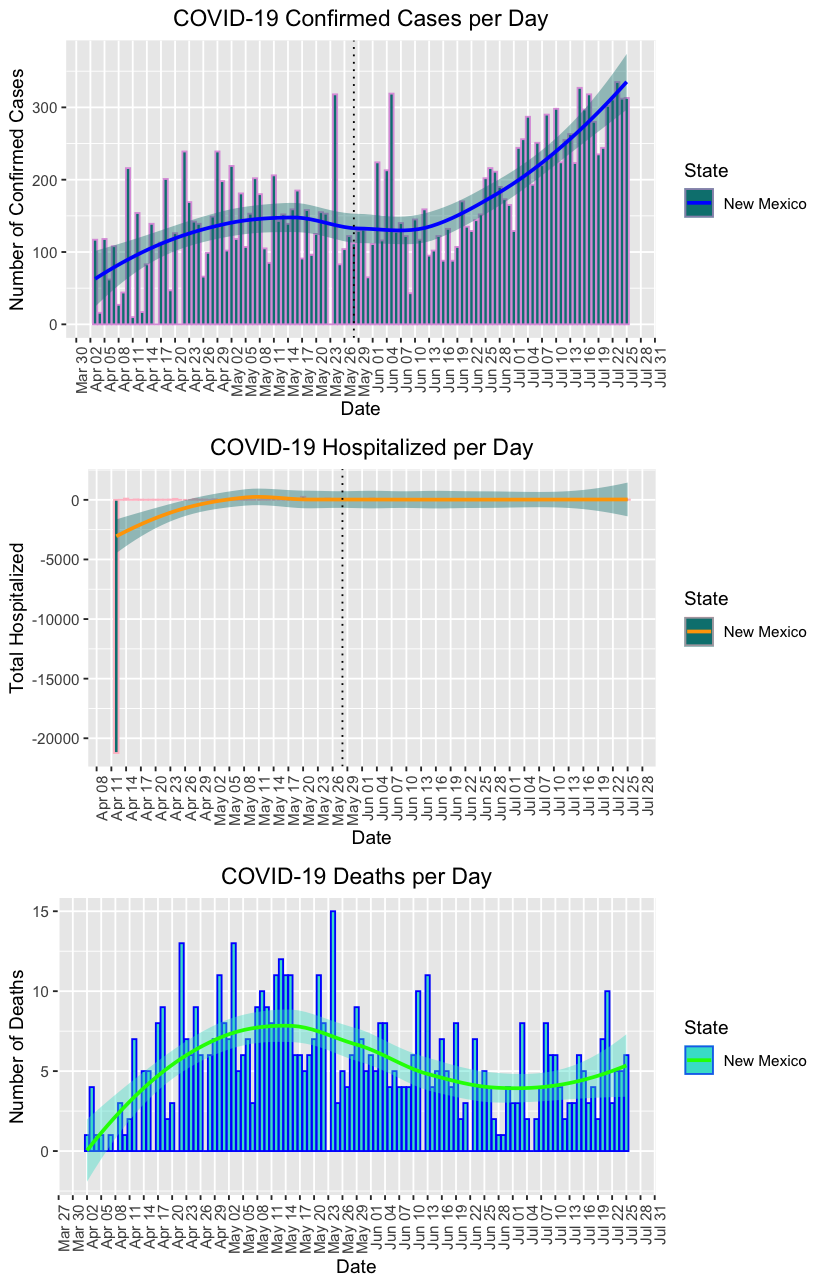 COVID-19 Confirmed Cases per Day
Number of Confirmed Cases
300
200
100
0
Mar 30
Apr 02
Apr 05
Apr 08
Apr 11
Apr 14
Apr 17
Apr 20
Apr 23
Apr 26
Apr 29
May 02
May 05
May 08
May 11
May 14
May 17
May 20
May 23
May 26
May 29
Jun 01
Jun 04
Jun 07
Jun 10
Jun 13
Jun 16
Jun 19
Jun 22
Jun 25
Jun 28
Jul 01
Jul 04
Jul 07
Jul 10
Jul 13
Jul 16
Jul 19
Jul 22
Jul 25
Jul 28
Jul 31
Date
State
New Mexico
COVID-19 Hospitalized per Day
Total Hospitalized
0
-5000
-10000
-15000
-20000
Apr 08
Apr 11
Apr 14
Apr 17
Apr 20
Apr 23
Apr 26
Apr 29
May 02
May 05
May 08
May 11
May 14
May 17
May 20
May 23
May 26
May 29
Jun 01
Jun 04
Jun 07
Jun 10
Jun 13
Jun 16
Jun 19
Jun 22
Jun 25
Jun 28
Jul 01
Jul 04
Jul 07
Jul 10
Jul 13
Jul 16
Jul 19
Jul 22
Jul 25
Jul 28
Date
State
New Mexico
COVID-19 Deaths per Day
Number of Deaths
15
10
5
0
Mar 27
Mar 30
Apr 02
Apr 05
Apr 08
Apr 11
Apr 14
Apr 17
Apr 20
Apr 23
Apr 26
Apr 29
May 02
May 05
May 08
May 11
May 14
May 17
May 20
May 23
May 26
May 29
Jun 01
Jun 04
Jun 07
Jun 10
Jun 13
Jun 16
Jun 19
Jun 22
Jun 25
Jun 28
Jul 01
Jul 04
Jul 07
Jul 10
Jul 13
Jul 16
Jul 19
Jul 22
Jul 25
Jul 28
Jul 31
Date
State
New Mexico